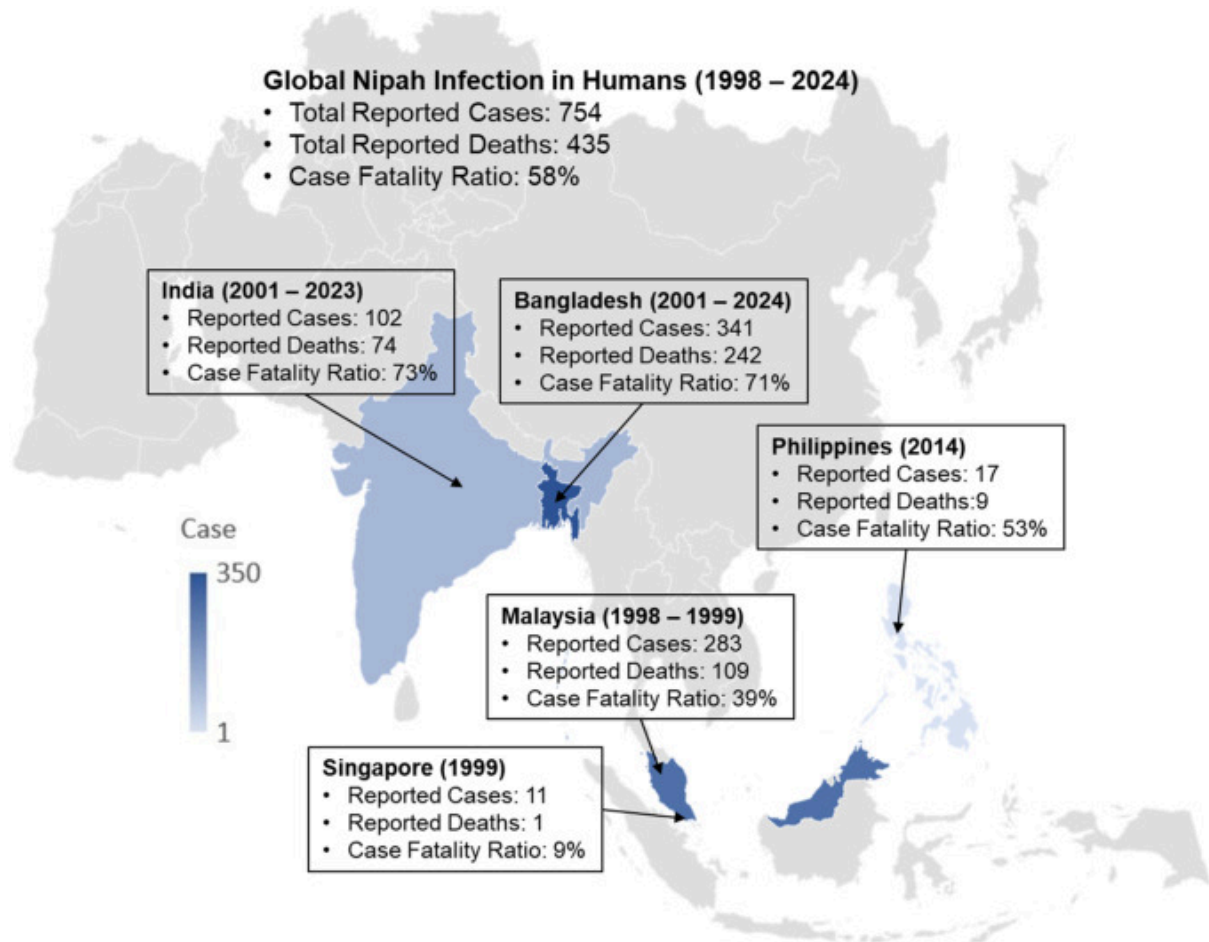 Global Nipah Infection in Humans (1998 – 2024)
• Total Reported Cases: 754
• Total Reported Deaths: 435
• Case Fatality Ratio: 58%
India (2001 – 2023)
• Reported Cases: 102
• Reported Deaths: 74
• Case Fatality Ratio: 73%
Bangladesh (2001 – 2024)
• Reported Cases: 341
• Reported Deaths: 242
• Case Fatality Ratio: 71%
Philippines (2014)
• Reported Cases: 17
• Reported Deaths:9
• Case Fatality Ratio: 53%
Case
350
1
Malaysia (1998 – 1999)
• Reported Cases: 283
• Reported Deaths: 109
• Case Fatality Ratio: 39%
Singapore (1999)
• Reported Cases: 11
• Reported Deaths: 1
• Case Fatality Ratio: 9%